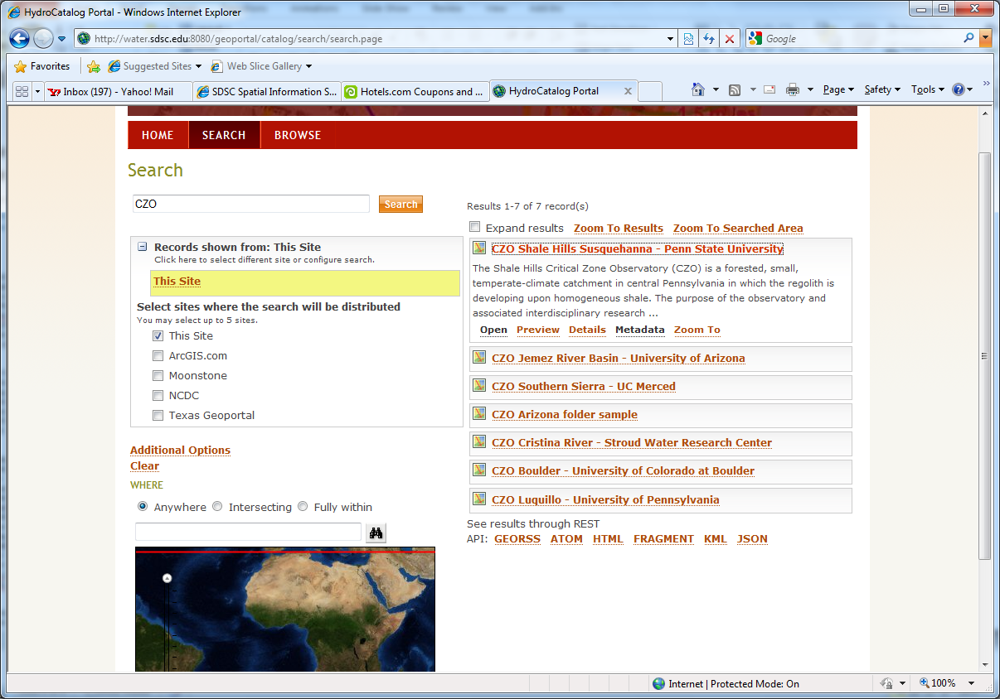 HydroCatalog Portal - Windows Internet Explorer
http://water.sdsc.edu:8080/geoportal/catalog/search/search.page
Google
Favorites
Suggested Sites
Web Slice Gallery
Inbox (197) - Yahoo! Mail
SDSC Spatial Information S...
Hotels.com Coupons and ...
HydroCatalog Portal
Page
Safety
Tools
HOME
SEARCH
BROWSE
Search
CZO
Search
Records shown from: This Site
Click here to select different site or configure search.
This Site
Select sites where the search will be distributed
You may select up to 5 sites.
This Site
ArcGIS.com
Moonstone
NCDC
Texas Geoportal
Additional Options
Clear
WHERE
Anywhere
Intersecting
Fully within
Results 1-7 of 7 record(s)
Expand results
Zoom To Results
Zoom To Searched Area
CZO Shale Hills Susquehanna - Penn State University
The Shale Hills Critical Zone Observatory (CZO) is a forested, small,
temperate-climate catchment in central Pennsylvania in which the regolith is
developing upon homogeneous shale. The purpose of the observatory and
associated interdisciplinary research ...
Open
Preview
Details
Metadata
Zoom To
CZO Jemez River Basin - University of Arizona
CZO Southern Sierra - UC Merced
CZO Arizona folder sample
CZO Cristina River - Stroud Water Research Center
CZO Boulder - University of Colorado at Boulder
CZO Luquillo - University of Pennsylvania
See results through REST
API: GEORSS ATOM HTML FRAGMENT KML JSON
Internet | Protected Mode: On
100%